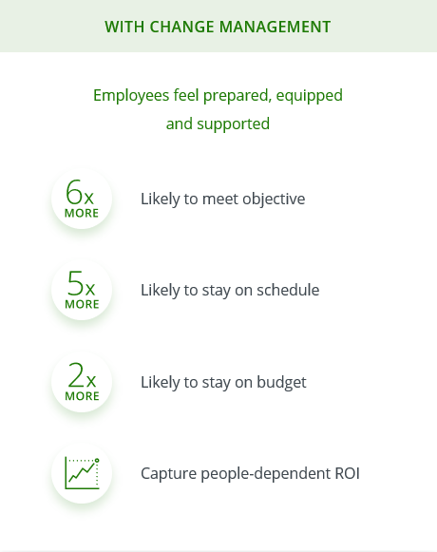 WITH CHANGE MANAGEMENT
Employees feel prepared, equipped
and supported
6x
MORE
Likely to meet objective
5x
MORE
Likely to stay on schedule
2x
MORE
Likely to stay on budget
Capture people-dependent ROI